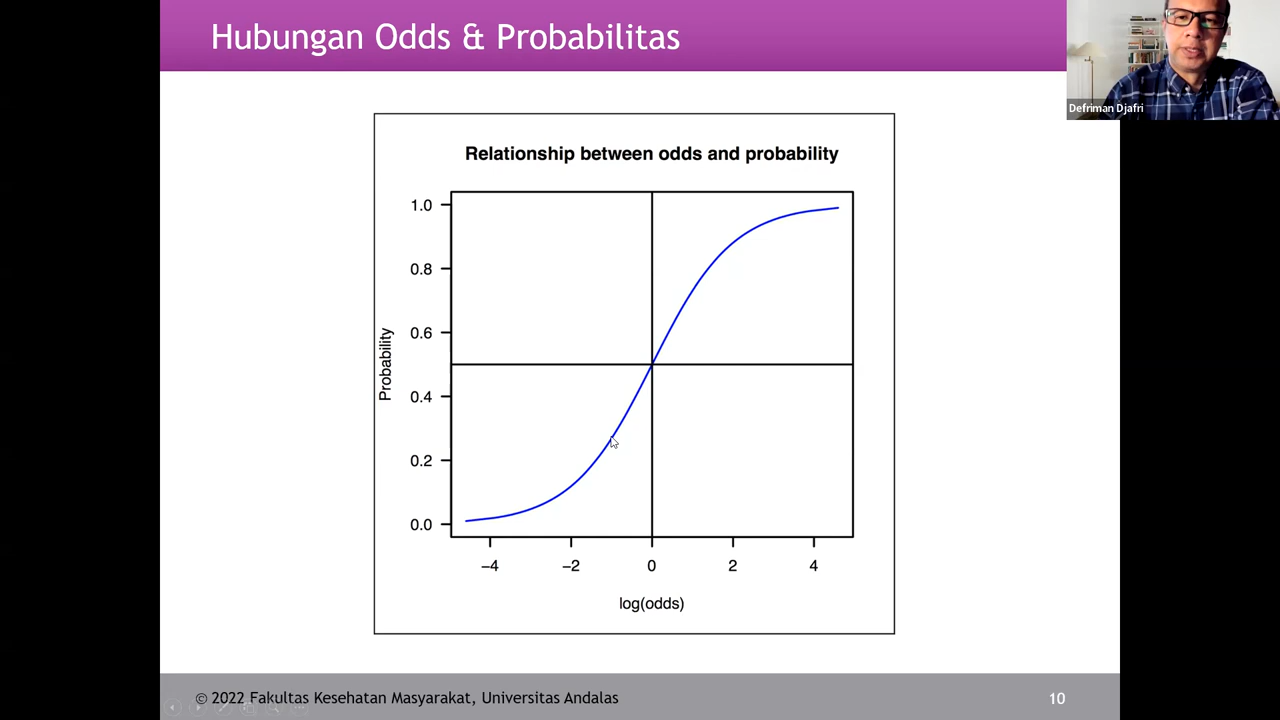 Hubungan Odds & Probabilitas
Defriman Djafri
Relationship between odds and probability
1.0
0.8
0.6
0.4
0.2
0.0
Probability
−4
−2
0
2
4
log(odds)
© 2022 Fakultas Kesehatan Masyarakat, Universitas Andalas
10